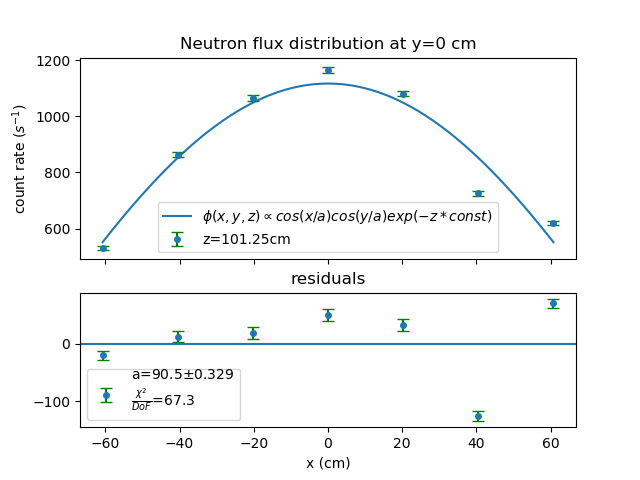 Neutron flux distribution at y=0 cm
1200
1000
800
600
count rate (s⁻¹)
ϕ(x, y, z) ∝ cos(x/a)cos(y/a)exp(−z * const)
z=101.25cm
residuals
0
−100
a=90.5±0.329
χ²/DoF=67.3
−60 −40 −20 0 20 40 60
x (cm)